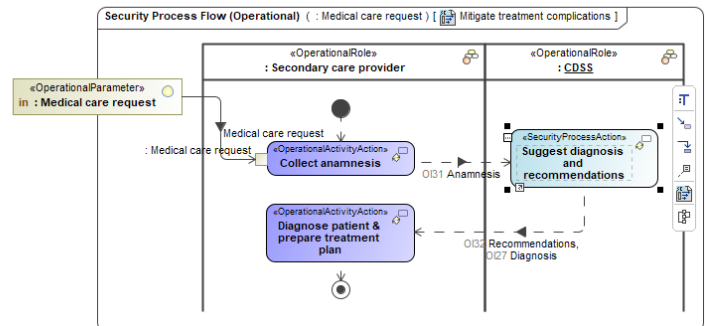 Security Process Flow (Operational) ( : Medical care request ) [ Mitigate treatment complications ]
«OperationalRole»
: Secondary care provider
«OperationalRole»
: CDSS
«OperationalParameter»
in : Medical care request
Medical care request
: Medical care request
«OperationalActivityAction»
Collect anamnesis
OI31 Anamnesis
«SecurityProcessAction»
Suggest diagnosis
and
recommendations
«OperationalActivityAction»
Diagnose patient &
prepare treatment
plan
OI32 Recommendations,
OI27 Diagnosis